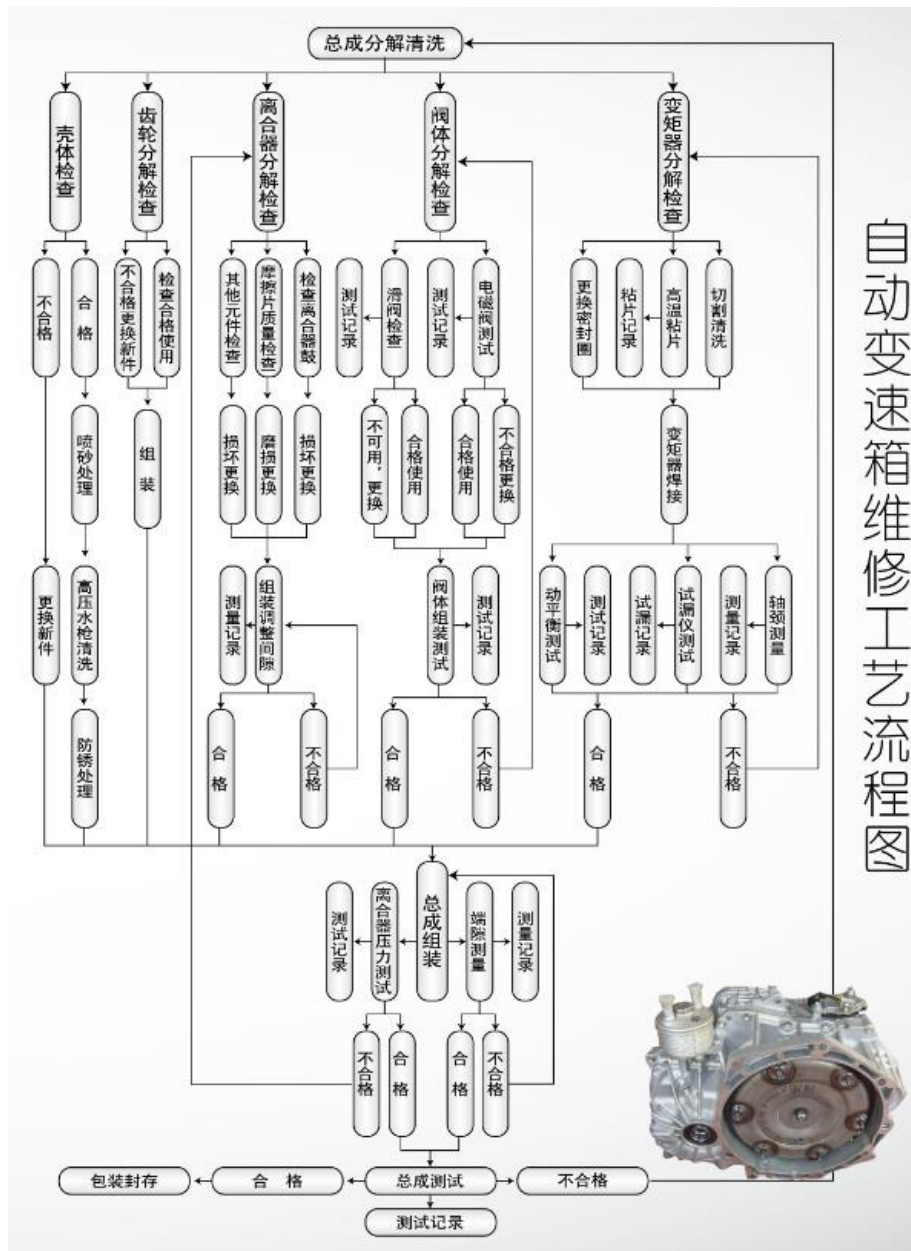 自动变速箱维修工艺流程图
总成分解清洗
壳体检查
齿轮分解检查
离合器分解检查
阀体分解检查
变矩器分解检查
不合格
合格
不合格更换新件
检查合格使用
其他元件检查
摩擦片质量检查
检查离合器鼓
测试记录
滑阀检查
测试记录
电磁阀测试
更换密封圈
粘片记录
高温粘片
切割清洗
喷砂处理
组装
损坏更换
磨损更换
损坏更换
不可用,更换
合格使用
合格使用
不合格更换
变矩器焊接
更换新件
高压水枪清洗
测量记录
组装调整间隙
阀体组装测试
测试记录
动平衡测试
测试记录
试漏记录
试漏仪测试
测量记录
轴颈测量
防锈处理
合格
不合格
合格
不合格
合格
不合格
测试记录
离合器压力测试
总成组装
端隙测量
测量记录
不合格
合格
合格
不合格
包装封存
合格
总成测试
不合格
测试记录